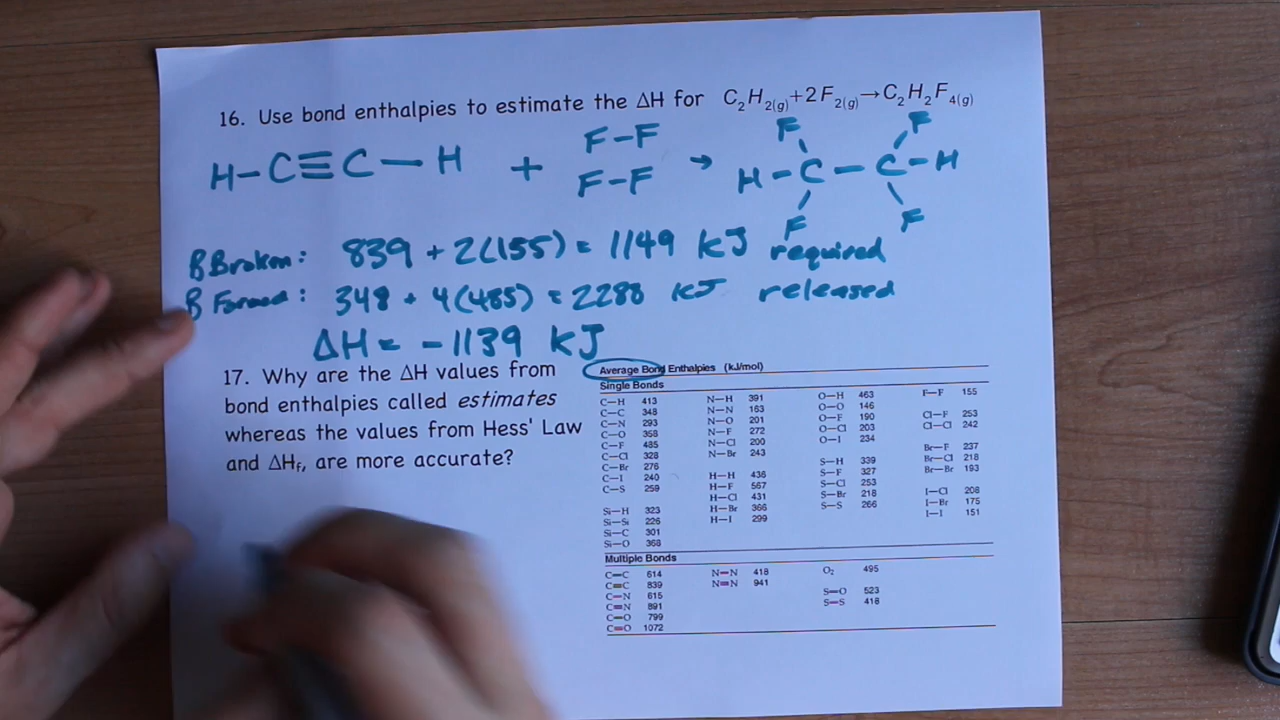 16. Use bond enthalpies to estimate the ΔH for C₂H₂(g)+2F₂(g)→C₂H₂F₄(g)
F F
H-C≡C-H + F-F → H-C-C-H
F-F
F F
B Broken: 839 + 2(155) = 1149 kJ required
B Formed: 348 + 4(485) = 2288 kJ released
ΔH = -1139 kJ
17. Why are the ΔH values from
bond enthalpies called estimates
whereas the values from Hess' Law
and ΔHf, are more accurate?
Average Bond Enthalpies (kJ/mol)
Single Bonds
C—H 413 N—H 391 O—H 463 F—F 155
C—C 348 N—N 163 O—O 146
C—N 293 N—O 201 O—F 190 Cl—F 253
C—O 358 N—F 272 O—Cl 203 Cl—Cl 242
C—F 485 N—Cl 200 O—I 234
C—Cl 328 N—Br 243 Br—F 237
C—Br 276 S—H 339 Br—Cl 218
C—I 240 H—H 436 S—F 327 Br—Br 193
C—S 259 H—F 567 S—Cl 253
H—Cl 431 S—Br 218 I—Cl 208
Si—H 323 H—Br 366 S—S 266 I—Br 175
Si—Si 226 H—I 299 I—I 151
Si—C 301
Si—O 368
Multiple Bonds
C=C 614 N=N 418 O₂ 495
C≡C 839 N≡N 941
C=N 615 S=O 523
C≡N 891 S=S 418
C=O 799
C≡O 1072